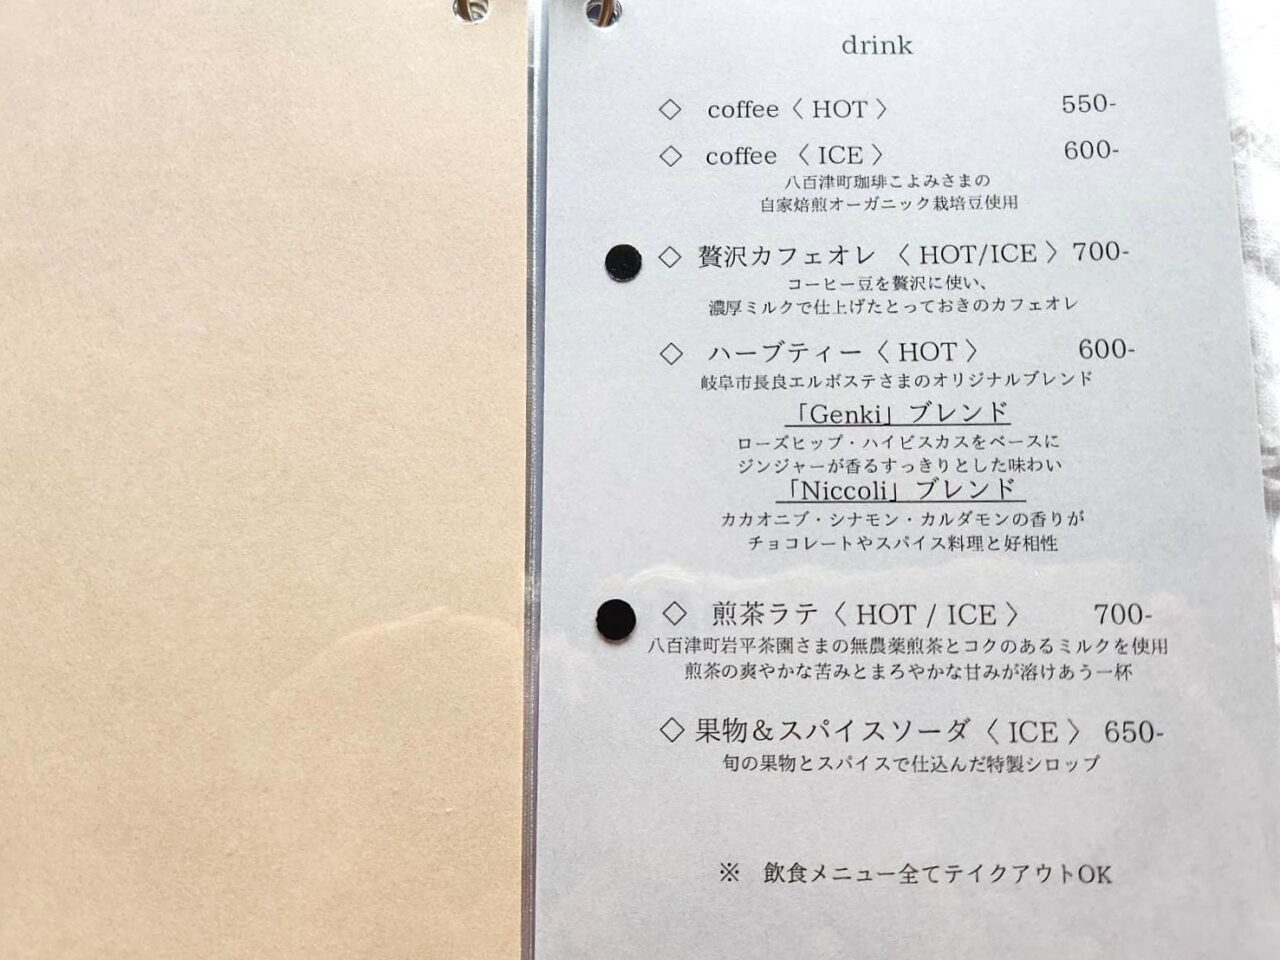 drink
◇ coffee〈 HOT 〉 550-
◇ coffee 〈 ICE 〉 600-
八百津町珈琲こよみさまの
自家焙煎オーガニック栽培豆使用
◇ 贅沢カフェオレ 〈 HOT/ICE 〉700-
コーヒー豆を贅沢に使い、
濃厚ミルクで仕上げたとっておきのカフェオレ
◇ ハーブティー〈 HOT 〉 600-
岐阜市長良エルボステさまのオリジナルブレンド
「Genki」ブレンド
ローズヒップ・ハイビスカスをベースに
ジンジャーが香るすっきりとした味わい
「Niccoli」ブレンド
カカオニブ・シナモン・カルダモンの香りが
チョコレートやスパイス料理と好相性
◇ 煎茶ラテ〈 HOT / ICE 〉 700-
八百津町岩平茶園さまの無農薬煎茶とコクのあるミルクを使用
煎茶の爽やかな苦みとまろやかな甘みが溶けあう一杯
◇ 果物＆スパイスソーダ〈 ICE 〉 650-
旬の果物とスパイスで仕込んだ特製シロップ
※ 飲食メニュー全てテイクアウトOK